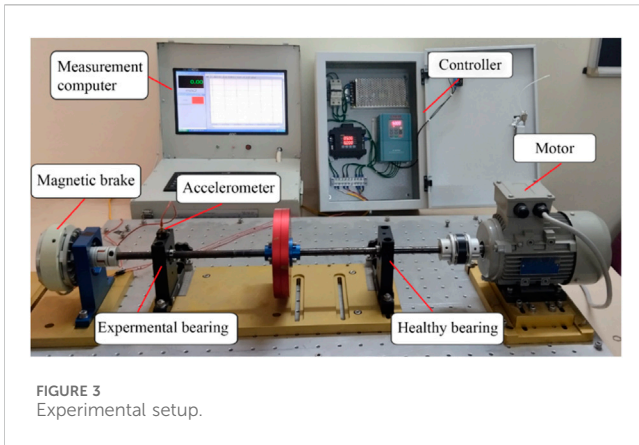 Measurement
computer
Controller
Motor
Magnetic brake
Accelerometer
Expermental bearing
Healthy bearing
FIGURE 3
Experimental setup.